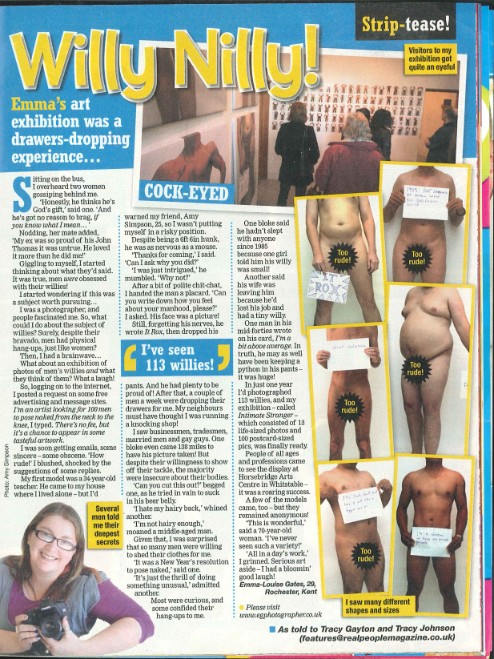 Strip-tease!
Willy Nilly!
Visitors to my
exhibition got
quite an eyeful
Emma's art
exhibition was a
drawers-dropping
experience...
COCK-EYED
Sitting on the bus,
I overheard two women
gossiping behind me.
'Honestly, he thinks he's
God's gift,' said one. 'And
he's got no reason to brag, if
you know what I mean...
Nodding, her mate added,
'My ex was so proud of his John
Thomas it was untrue. He loved
it more than he did me!'
Giggling to myself, I started
thinking about what they'd said.
It was true, men were obsessed
with their willies!
I started wondering if this was
a subject worth pursuing...
I was a photographer, and
people fascinated me. So, what
could I do about the subject of
willies? Surely, despite their
bravado, men had physical
hang-ups, just like women?
Then, I had a brainwave...
What about an exhibition of
photos of men's willies and what
they think of them? What a laugh!
So, logging on to the internet,
I posted a request on some free
advertising and message sites.
I'm an artist looking for 100 men
to pose naked from the neck to the
knee, I typed. There's no fee, but
it's a chance to appear in some
tasteful artwork.
I was soon getting emails, some
sincere – some obscene. 'How
rude!' I blushed, shocked by the
suggestions of some replies.
My first model was a 36-year-old
teacher. He came to my house
where I lived alone – but I'd
warned my friend, Amy
Simpson, 25, so I wasn't putting
myself in a risky position.
Despite being a 6ft 6in hunk,
he was as nervous as a mouse.
'Thanks for coming,' I said.
'Can I ask why you did?'
'I was just intrigued,' he
mumbled. 'Why not?'
After a bit of polite chit-chat,
I handed the man a placard. 'Can
you write down how you feel
about your manhood, please?'
I asked. His face was a picture!
Still, forgetting his nerves, he
wrote It Rox, then dropped his
'I've seen
113 willies!'
pants. And he had plenty to be
proud of! After that, a couple of
men a week were dropping their
drawers for me. My neighbours
must have thought I was running
a knocking shop!
I saw businessmen, tradesmen,
married men and gay guys. One
bloke even came 138 miles to
have his picture taken! But
despite their willingness to show
off their tackle, the majority
were insecure about their bodies.
'Can you cut this out?' begged
one, as he tried in vain to suck
in his beer belly.
'I hate my hairy back,' whined
another.
'I'm not hairy enough,'
moaned a middle-aged man.
Given that, I was surprised
that so many men were willing
to shed their clothes for me.
'It was a New Year's resolution
to pose naked,' said one.
'It's just the thrill of doing
something unusual,' admitted
another.
Most were curious, and
some confided their
hang-ups to me.
One bloke said
he hadn't slept
with anyone
since 1985
because one girl
told him his willy
was small!
Another said
his wife was
leaving him
because he'd
lost his job and
had a tiny willy.
One man in his
mid-forties wrote
on his card, I'm a
bit above average. In
truth, he may as well
have been keeping a
python in his pants –
it was huge!
In just one year
I'd photographed
113 willies, and my
exhibition – called
Intimate Stranger –
which consisted of 13
life-sized photos and
100 postcard-sized
pics, was finally ready.
People of all ages
and professions came
to see the display at
Horsebridge Arts
Centre in Whitstable –
it was a roaring success.
A few of the models
came, too – but they
remained anonymous!
'This is wonderful,'
said a 76-year-old
woman. 'I've never
seen such a variety!'
'All in a day's work,'
I grinned. Serious art
aside – I had a bloomin'
good laugh!
Emma-Louise Gates, 29,
Rochester, Kent
● Please visit
www.egphotographer.co.uk
Too
rude!
Too
rude!
ROX
Too
rude!
Too
rude!
Too
rude!
I saw many different
shapes and sizes
Several
men told
me their
deepest
secrets
Photo: Amy Simpson
■ As told to Tracy Gayton and Tracy Johnson
(features@realpeoplemagazine.co.uk)